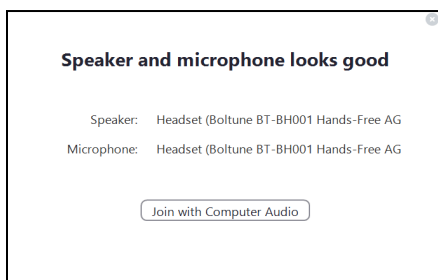 Speaker and microphone looks good
Speaker: Headset (Boltune BT-BH001 Hands-Free AG
Microphone: Headset (Boltune BT-BH001 Hands-Free AG
Join with Computer Audio